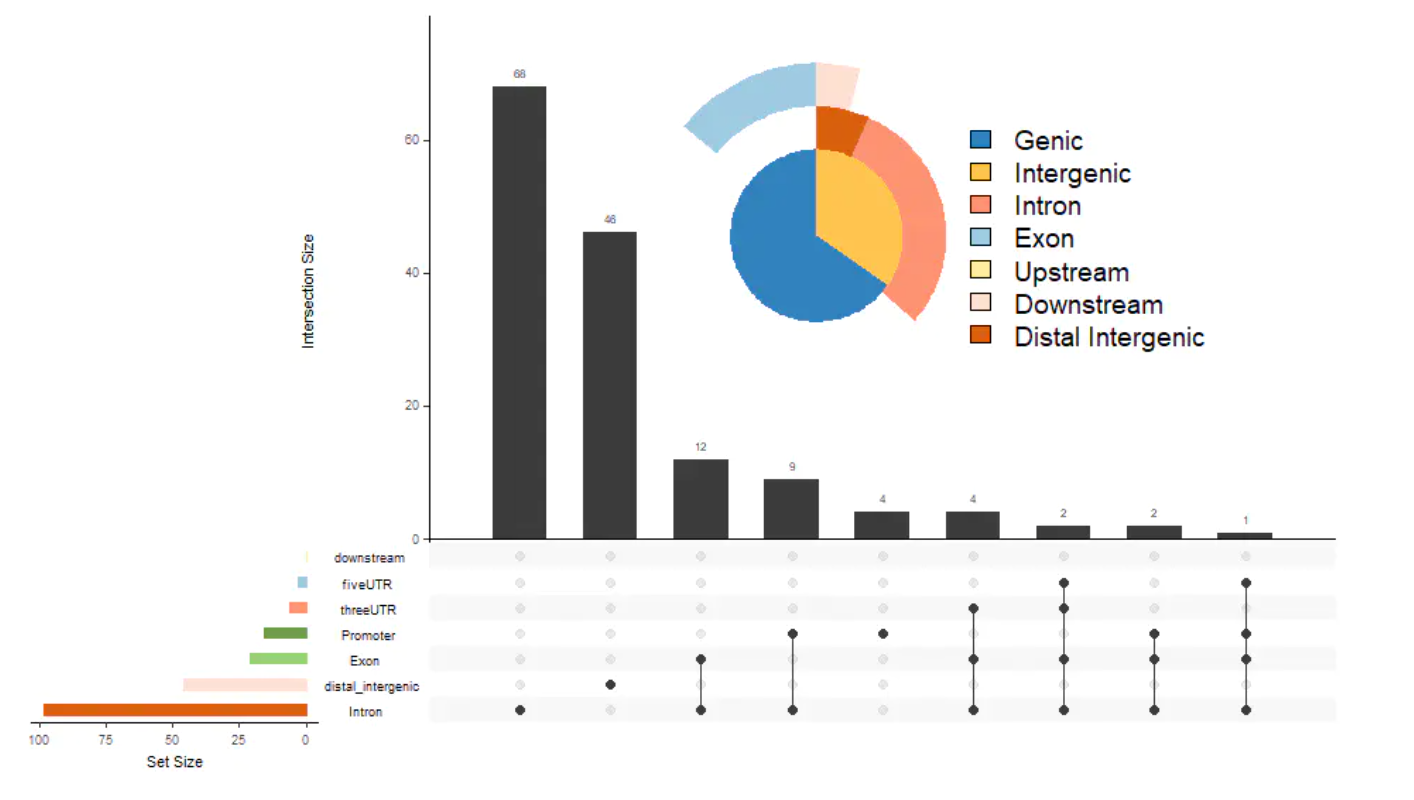 68
60
46
40
Intersection Size
20
12
9
4
4
2
2
1
0
Genic
Intergenic
Intron
Exon
Upstream
Downstream
Distal Intergenic
downstream
fiveUTR
threeUTR
Promoter
Exon
distal_intergenic
Intron
100 75 50 25 0
Set Size